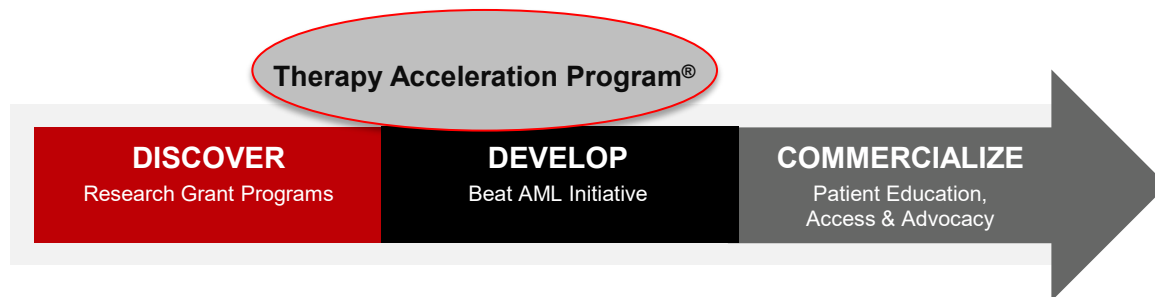 Therapy Acceleration Program®
DISCOVER
Research Grant Programs
DEVELOP
Beat AML Initiative
COMMERCIALIZE
Patient Education,
Access & Advocacy